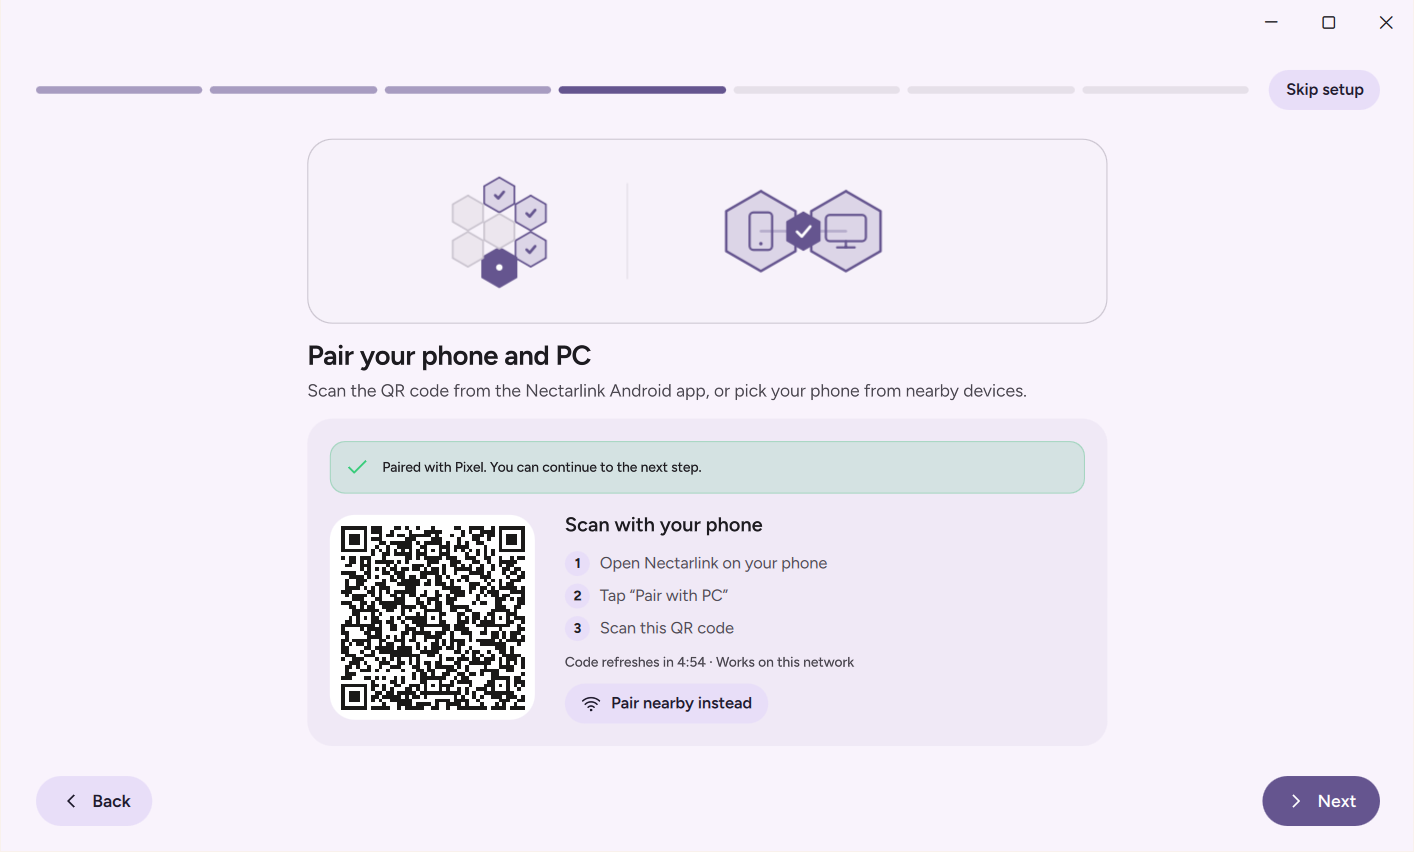 Skip setup
Pair your phone and PC
Scan the QR code from the Nectarlink Android app, or pick your phone from nearby devices.
Paired with Pixel. You can continue to the next step.
Scan with your phone
1 Open Nectarlink on your phone
2 Tap “Pair with PC”
3 Scan this QR code
Code refreshes in 4:54 · Works on this network
Pair nearby instead
Back
Next